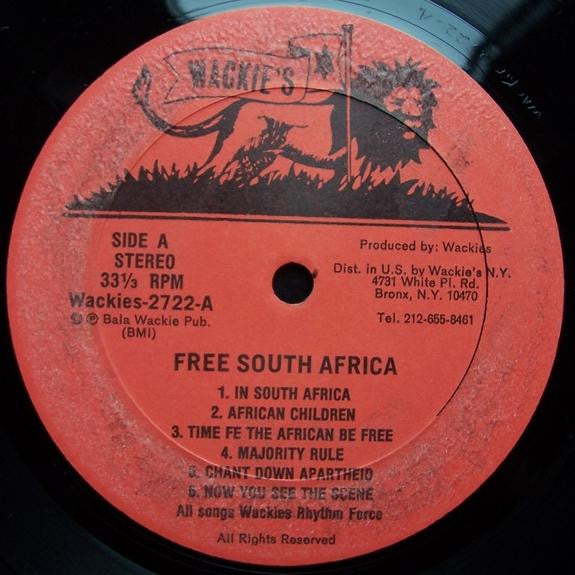 WACKIE'S
SIDE A
STEREO
33⅓ RPM
Wackies-2722-A
© ℗ Bala Wackie Pub.
(BMI)
Produced by: Wackies
Dist. in U.S. by Wackie's N.Y.
4731 White Pl. Rd.
Bronx, N.Y. 10470
Tel. 212-655-8461
FREE SOUTH AFRICA
1. IN SOUTH AFRICA
2. AFRICAN CHILDREN
3. TIME FE THE AFRICAN BE FREE
4. MAJORITY RULE
5. CHANT DOWN APARTHEID
6. NOW YOU SEE THE SCENE
All songs Wackies Rhythm Force
All Rights Reserved